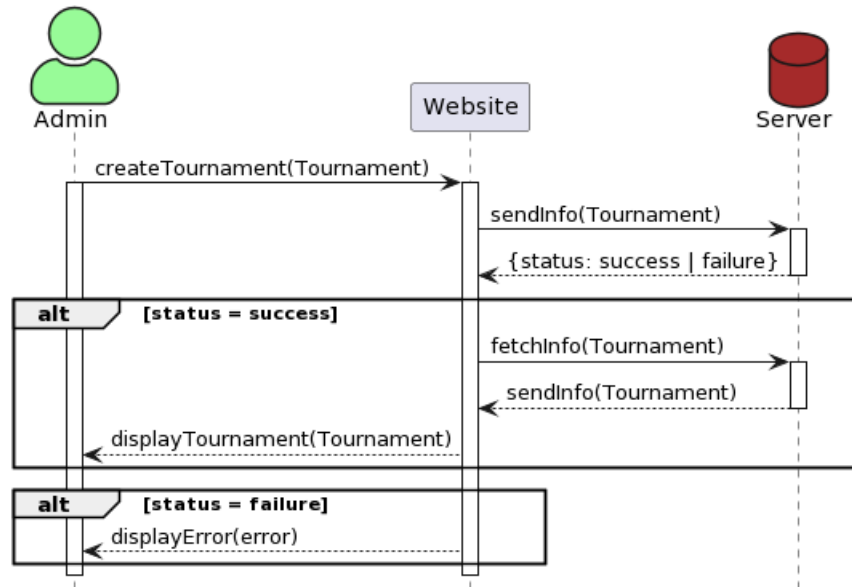 Admin
Website
Server
createTournament(Tournament)
sendInfo(Tournament)
{status: success | failure}
alt [status = success]
fetchInfo(Tournament)
sendInfo(Tournament)
displayTournament(Tournament)
alt [status = failure]
displayError(error)